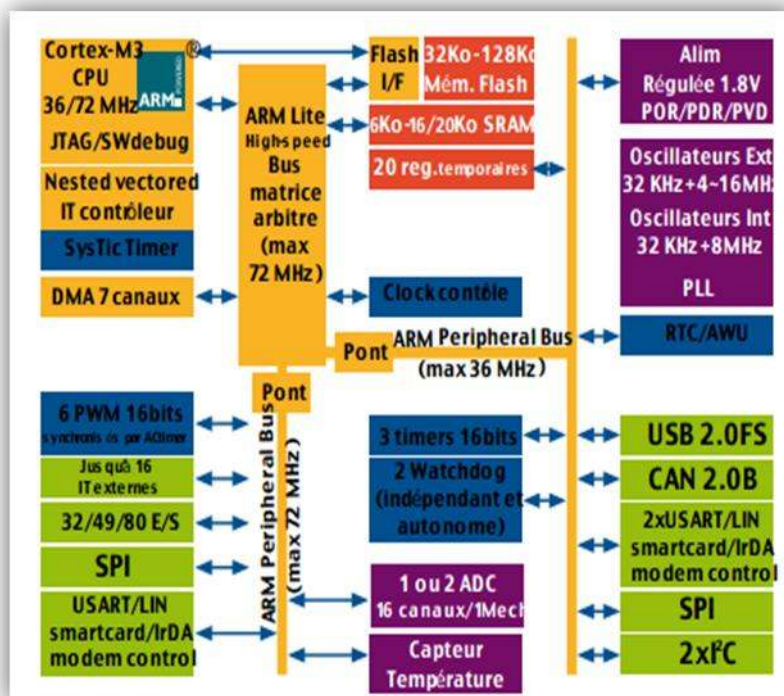 Cortex-M3
CPU
36/72 MHz
ARM
POWERED
®
JTAG/SWdebug
Nested vectored
IT contrôleur
SysTic Timer
DMA 7 canaux
ARM Lite
High-speed
Bus
matrice
arbitre
(max
72 MHz)
Flash
I/F
32Ko-128Ko
Mém. Flash
6Ko-16/20Ko SRAM
20 reg.temporaires
Clock contôle
Pont
ARM Peripheral Bus
(max 36 MHz)
Pont
ARM Peripheral Bus
(max 72 MHz)
Alim
Régulée 1.8V
POR/PDR/PVD
Oscillateurs Ext
32 KHz+4~16MHz
Oscillateurs Int
32 KHz+8MHz
PLL
RTC/AWU
6 PWM 16bits
synchronisés par ACtimer
Jusquà 16
IT externes
32/49/80 E/S
SPI
USART/LIN
smartcard/IrDA
modem control
3 timers 16bits
2 Watchdog
(indépendant et
autonome)
1 ou 2 ADC
16 canaux/1Mech
Capteur
Température
USB 2.0FS
CAN 2.0B
2xUSART/LIN
smartcard/IrDA
modem control
SPI
2xI²C